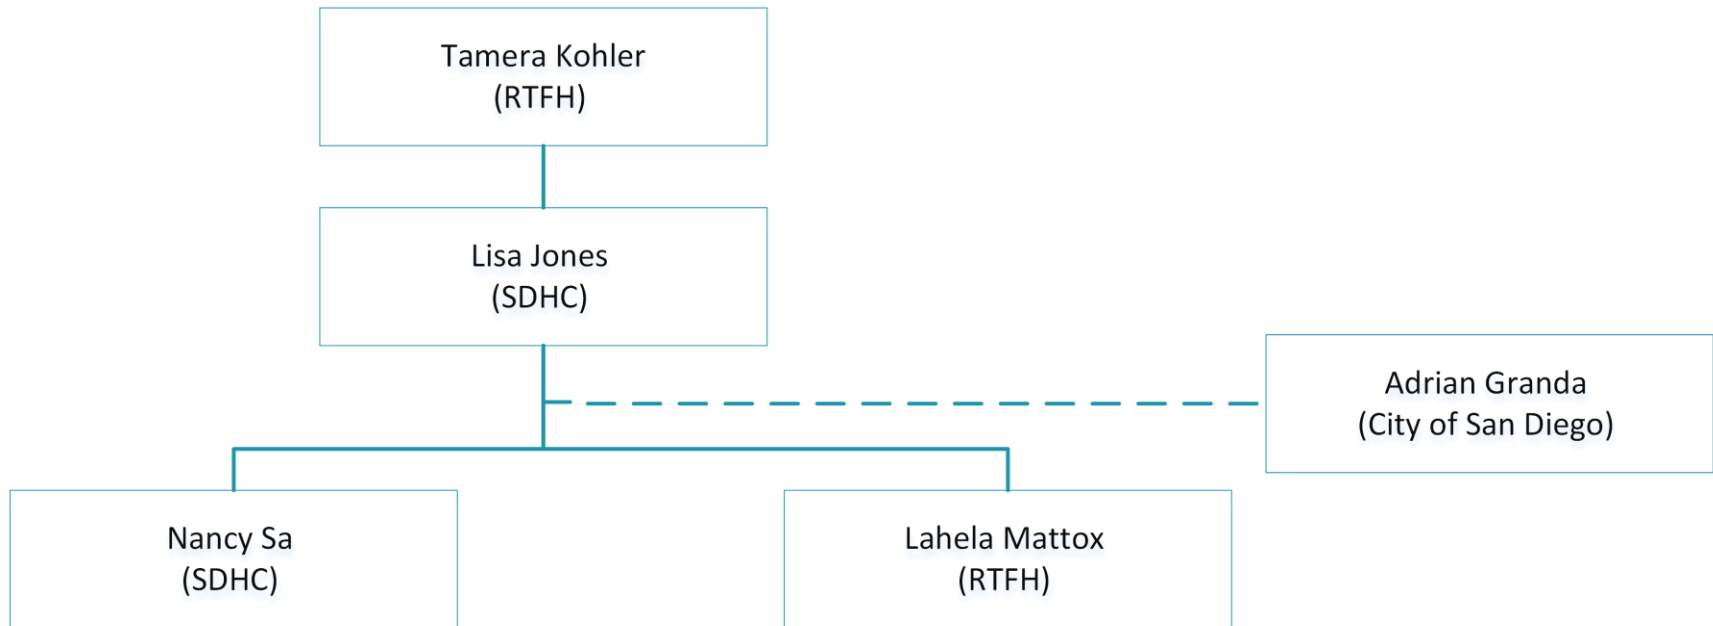 Tamera Kohler
(RTFH)
Lisa Jones
(SDHC)
Adrian Granda
(City of San Diego)
Nancy Sa
(SDHC)
Lahela Mattox
(RTFH)